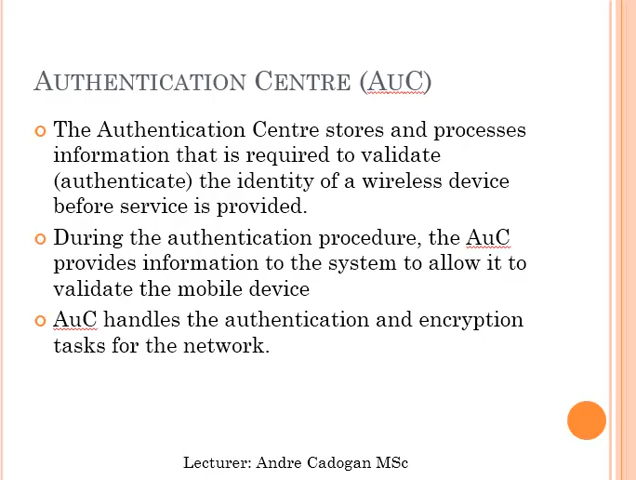 AUTHENTICATION CENTRE (AUC)
The Authentication Centre stores and processes
information that is required to validate
(authenticate) the identity of a wireless device
before service is provided.
During the authentication procedure, the AuC
provides information to the system to allow it to
validate the mobile device
AuC handles the authentication and encryption
tasks for the network.
Lecturer: Andre Cadogan MSc